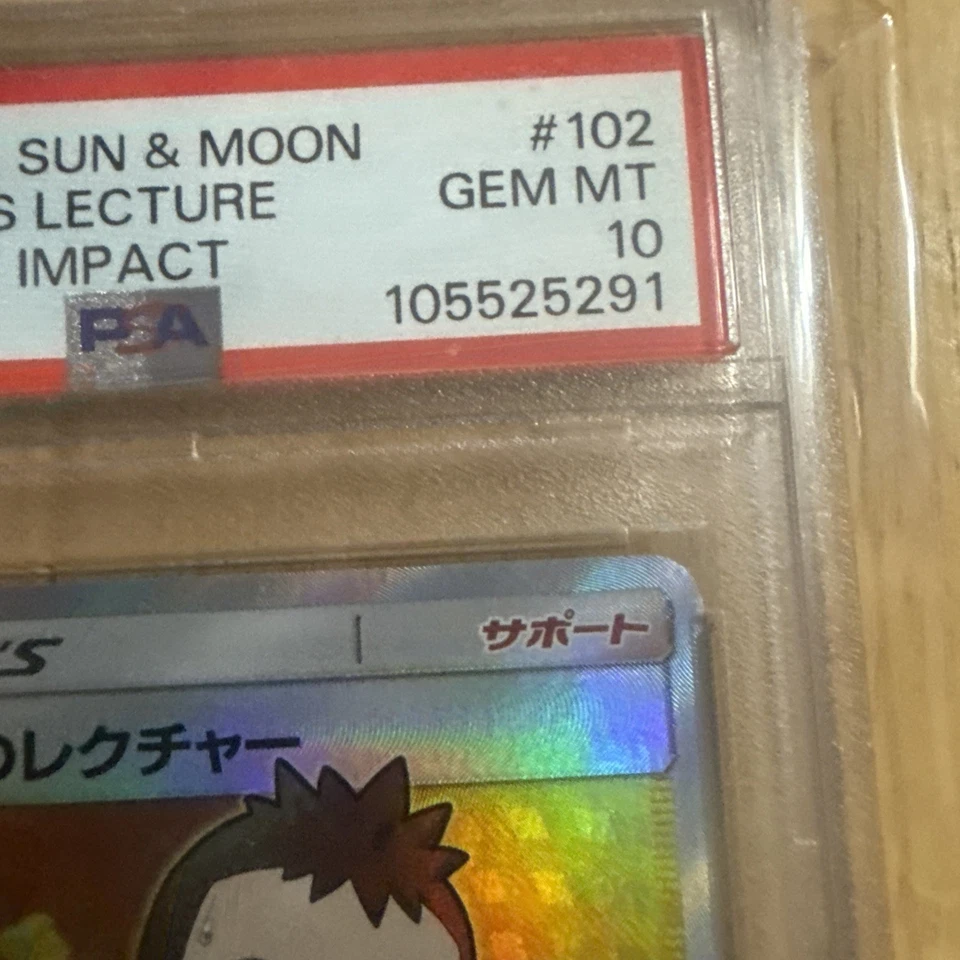 SUN & MOON #102
S LECTURE GEM MT
IMPACT 10
PSA 105525291
'S サポート
のレクチャー